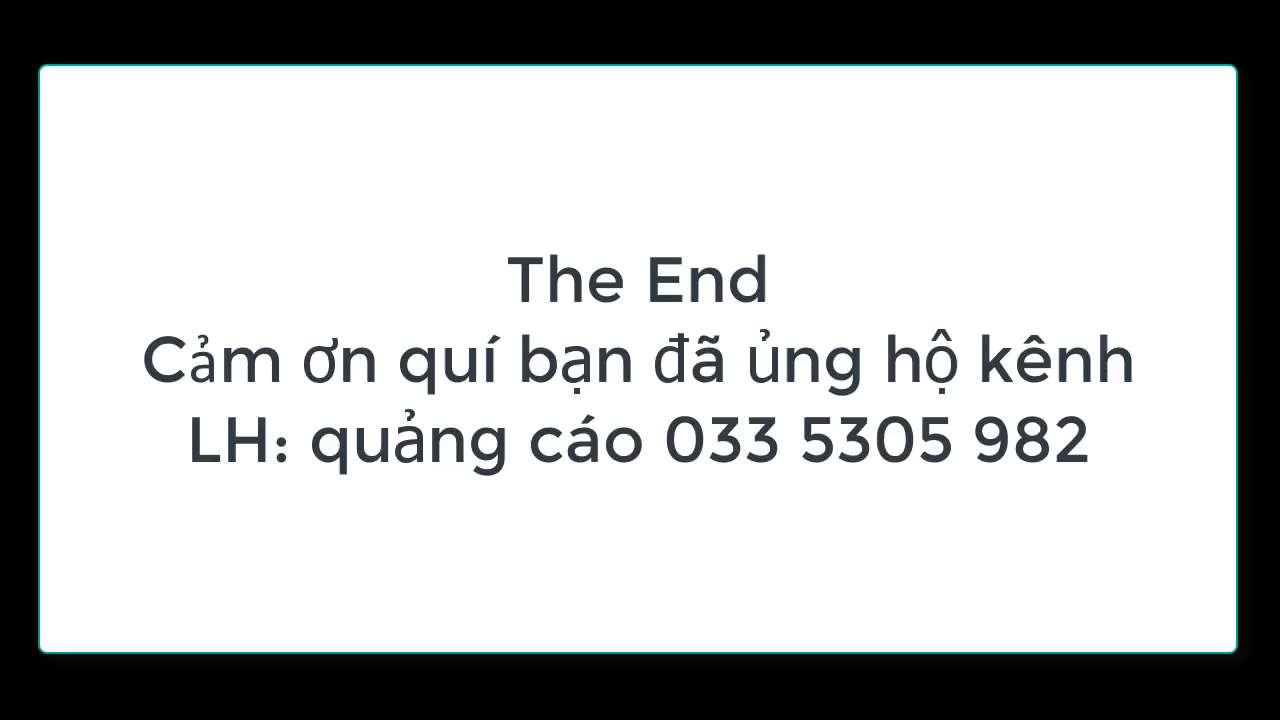 The End
Cảm ơn quí bạn đã ủng hộ kênh
LH: quảng cáo 033 5305 982